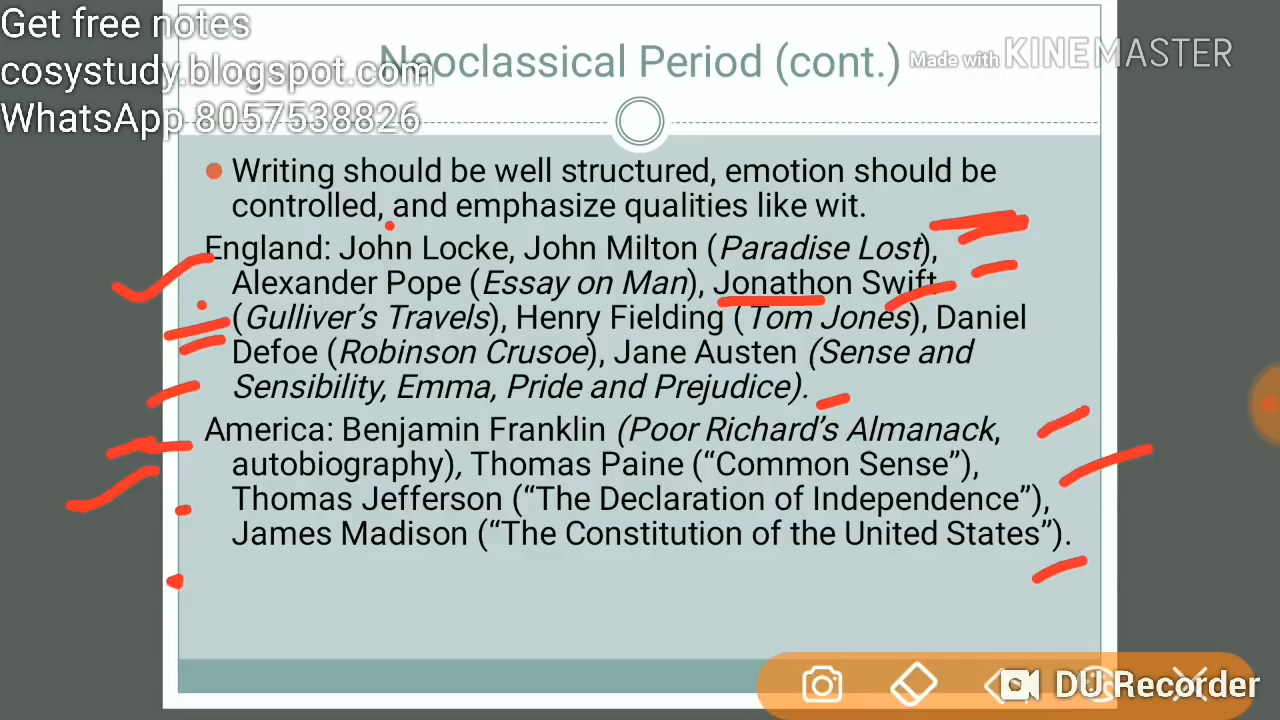 Get free notes
cosystudy.blogspot.com
WhatsApp 8057538826
Neoclassical Period (cont.)
Made with KINEMASTER
Writing should be well structured, emotion should be
controlled, and emphasize qualities like wit.
England: John Locke, John Milton (Paradise Lost),
Alexander Pope (Essay on Man), Jonathon Swift
(Gulliver’s Travels), Henry Fielding (Tom Jones), Daniel
Defoe (Robinson Crusoe), Jane Austen (Sense and
Sensibility, Emma, Pride and Prejudice).
America: Benjamin Franklin (Poor Richard’s Almanack,
autobiography), Thomas Paine (“Common Sense”),
Thomas Jefferson (“The Declaration of Independence”),
James Madison (“The Constitution of the United States”).
DU Recorder